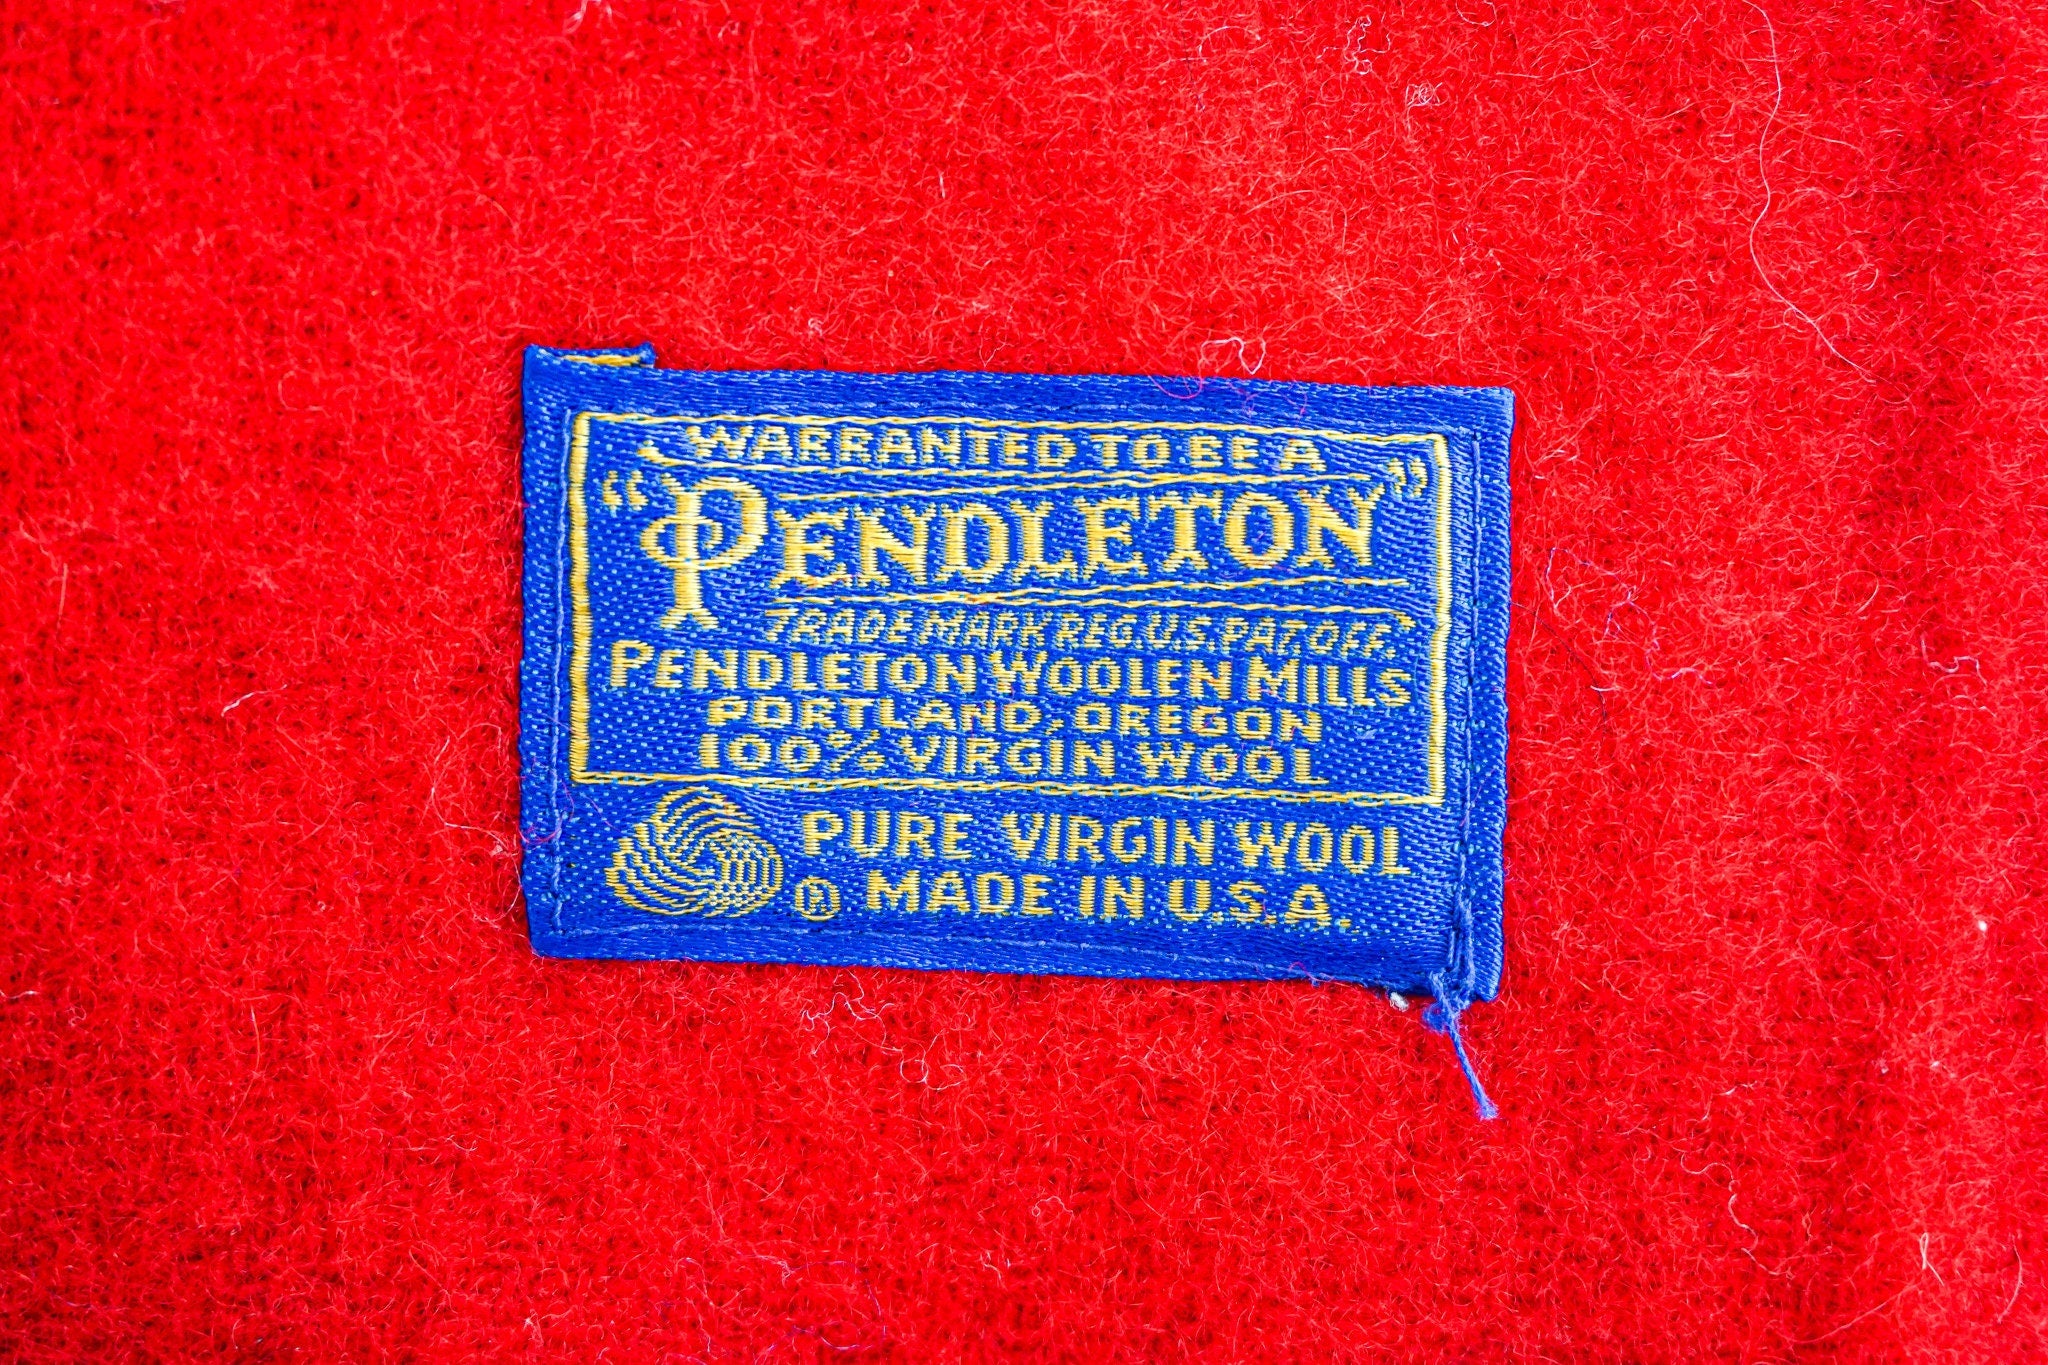 WARRANTED TO BE A
"PENDLETON"
TRADE MARK REG. U.S. PAT. OFF.
PENDLETON WOOLEN MILLS
PORTLAND, OREGON
100% VIRGIN WOOL
PURE VIRGIN WOOL
® MADE IN U.S.A.